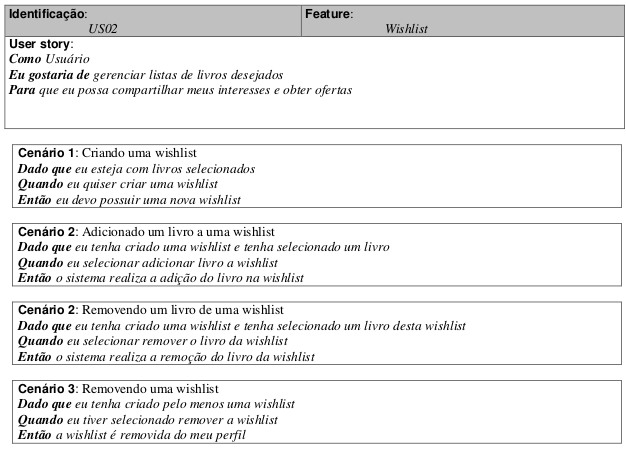 Identificação: Feature:
US02 Wishlist
User story:
Como Usuário
Eu gostaria de gerenciar listas de livros desejados
Para que eu possa compartilhar meus interesses e obter ofertas
Cenário 1: Criando uma wishlist
Dado que eu esteja com livros selecionados
Quando eu quiser criar uma wishlist
Então eu devo possuir uma nova wishlist
Cenário 2: Adicionado um livro a uma wishlist
Dado que eu tenha criado uma wishlist e tenha selecionado um livro
Quando eu selecionar adicionar livro a wishlist
Então o sistema realiza a adição do livro na wishlist
Cenário 2: Removendo um livro de uma wishlist
Dado que eu tenha criado uma wishlist e tenha selecionado um livro desta wishlist
Quando eu selecionar remover o livro da wishlist
Então o sistema realiza a remoção do livro da wishlist
Cenário 3: Removendo uma wishlist
Dado que eu tenha criado pelo menos uma wishlist
Quando eu tiver selecionado remover a wishlist
Então a wishlist é removida do meu perfil